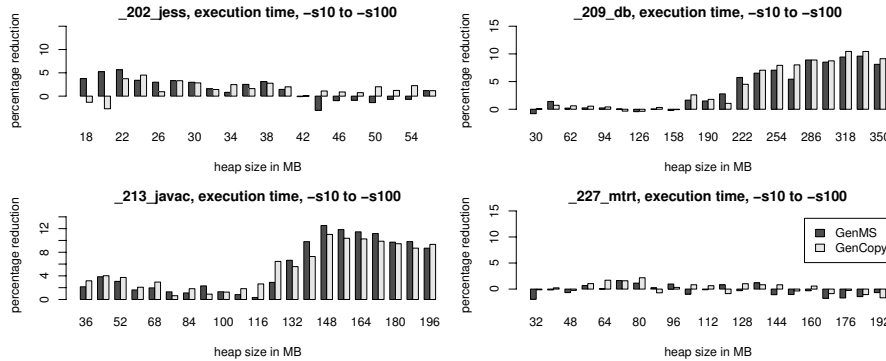 _202_jess, execution time, −s10 to −s100
percentage reduction
0 5 15
18 22 26 30 34 38 42 46 50 54
heap size in MB
_209_db, execution time, −s10 to −s100
percentage reduction
0 5 10 15
30 62 94 126 158 190 222 254 286 318 350
heap size in MB
_213_javac, execution time, −s10 to −s100
percentage reduction
0 4 8 12
36 52 68 84 100 116 132 148 164 180 196
heap size in MB
_227_mtrt, execution time, −s10 to −s100
percentage reduction
0 5 10 15
GenMS
GenCopy
32 48 64 80 96 112 128 144 160 176 192
heap size in MB